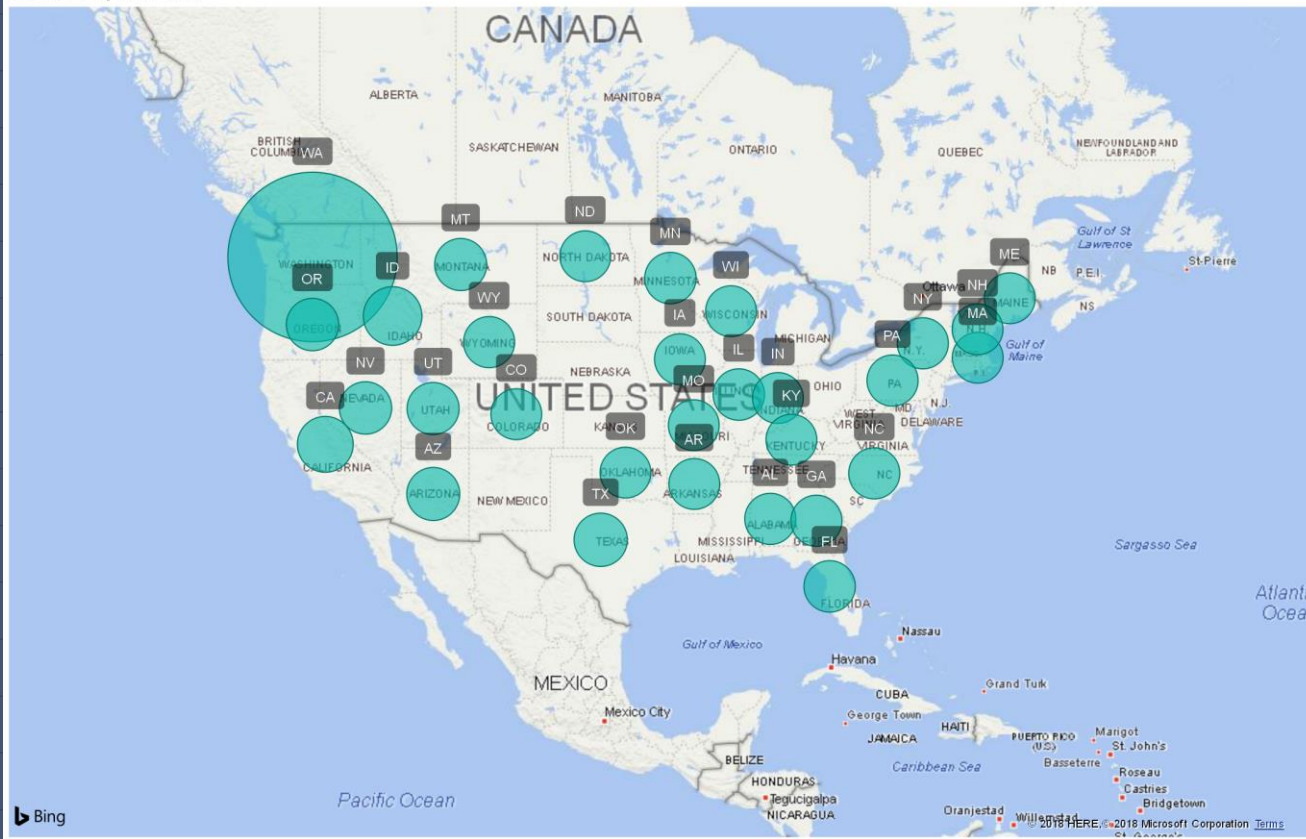 CANADA
ALBERTA
MANITOBA
BRITISH
COLUMBIA
WA
SASKATCHEWAN
ONTARIO
QUEBEC
NEWFOUNDLAND AND
LABRADOR
MT
ND
MN
Gulf of St
Lawrence
ME
WASHINGTON
ID
MONTANA
NORTH DAKOTA
WI
NB
P.E.I.
St-Pierre
OR
MINNESOTA
NH
Ottawa
MAINE
NS
WY
NY
OREGON
IDAHO
SOUTH DAKOTA
IA
WISCONSIN
MA
N.H.
PA
MICHIGAN
WYOMING
IOWA
IL
IN
N.Y.
Gulf of
Maine
NV
UT
CO
NEBRASKA
MO
CA
NEVADA
UTAH
UNITED STATES
INDIANA
KY
OHIO
PA
N.J.
MD
DELAWARE
COLORADO
OK
MISSOURI
WEST
VIRGINIA
VIRGINIA
NC
AZ
AR
KENTUCKY
CALIFORNIA
OKLAHOMA
TENNESSEE
AL
GA
NC
ARIZONA
NEW MEXICO
TX
ARKANSAS
SC
ALABAMA
TEXAS
MISSISSIPPI
GEORGIA
FL
LOUISIANA
Sargasso Sea
FLORIDA
Atlanti
Ocea
Gulf of Mexico
Nassau
Havana
MEXICO
Grand Turk
CUBA
Mexico City
George Town
HAITI
JAMAICA
PUERTO RICO
(U.S.)
Marigot
St. John's
Basseterre
BELIZE
Caribbean Sea
Roseau
HONDURAS
Castries
Pacific Ocean
Tegucigalpa
Bridgetown
NICARAGUA
Oranjestad
Willemstad
St. George's
Bing
© 2018 HERE, © 2018 Microsoft Corporation Terms